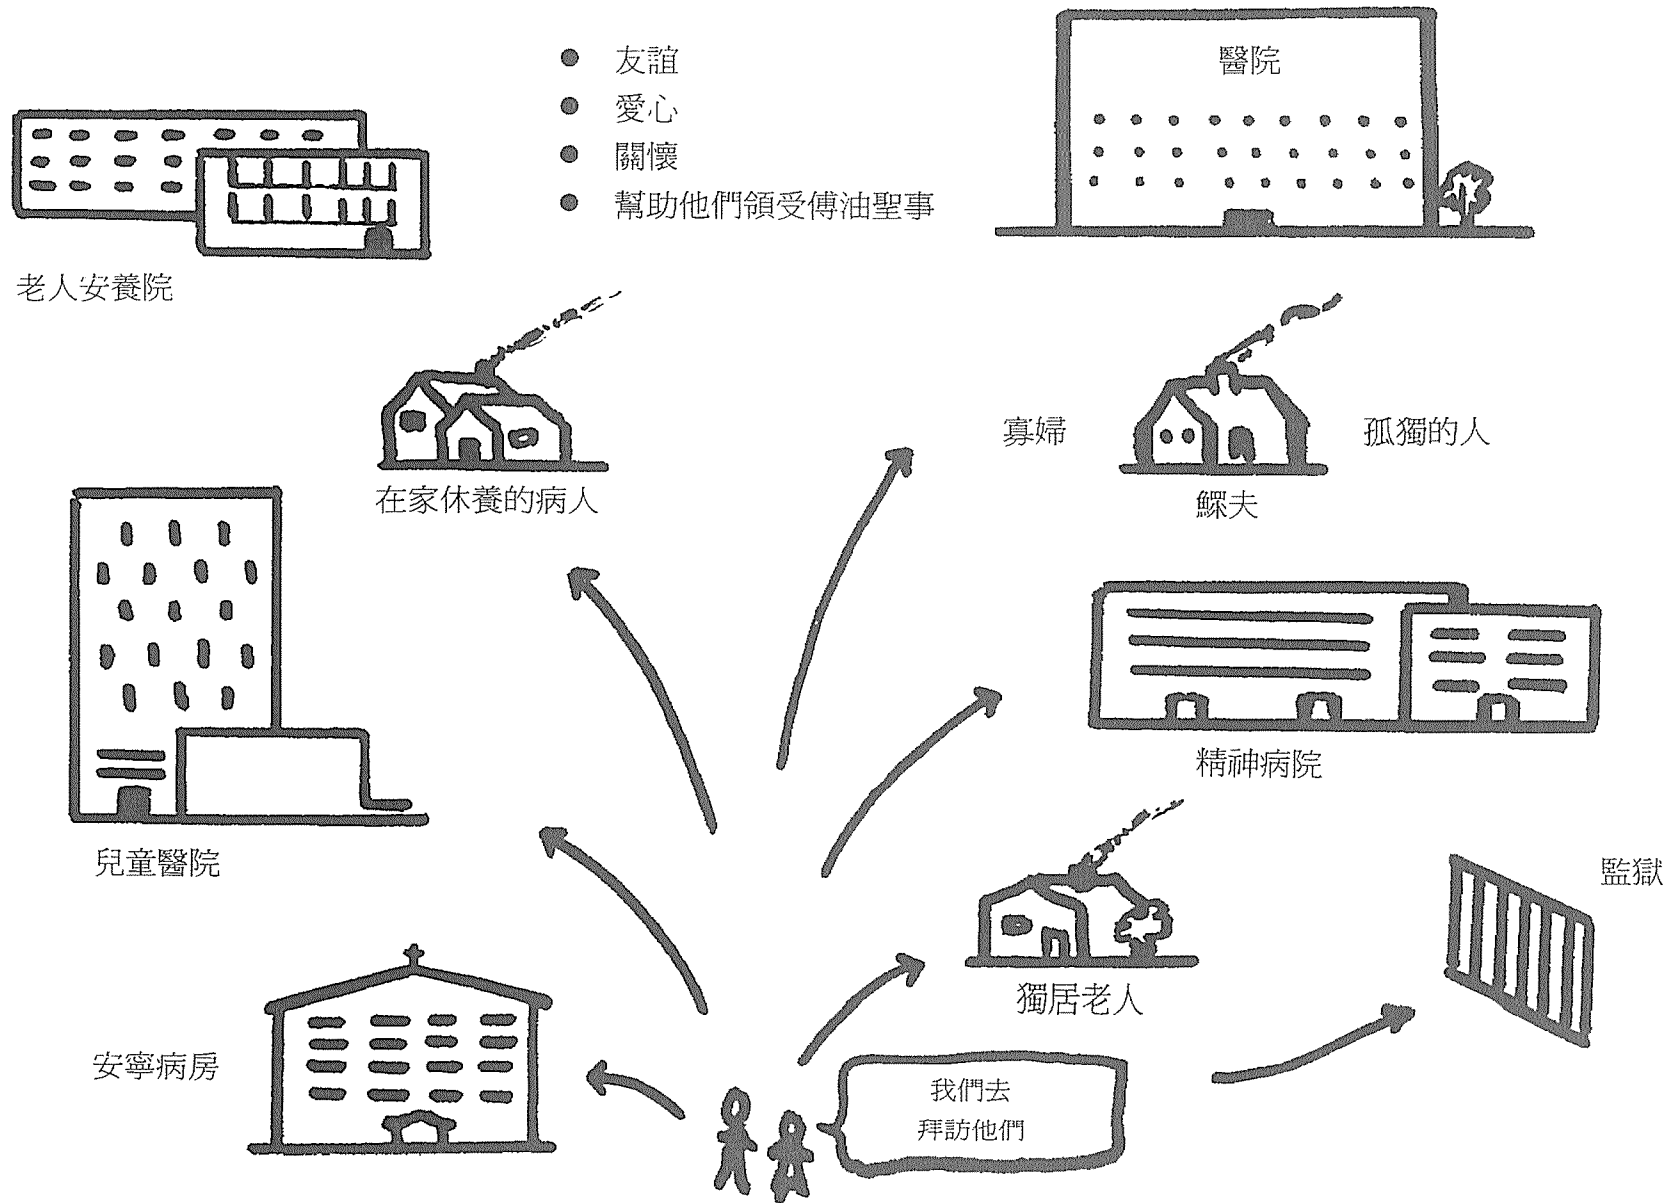 友誼
愛心
關懷
幫助他們領受傅油聖事
醫院
老人安養院
在家休養的病人
寡婦
孤獨的人
鰥夫
精神病院
兒童醫院
監獄
獨居老人
安寧病房
我們去
拜訪他們